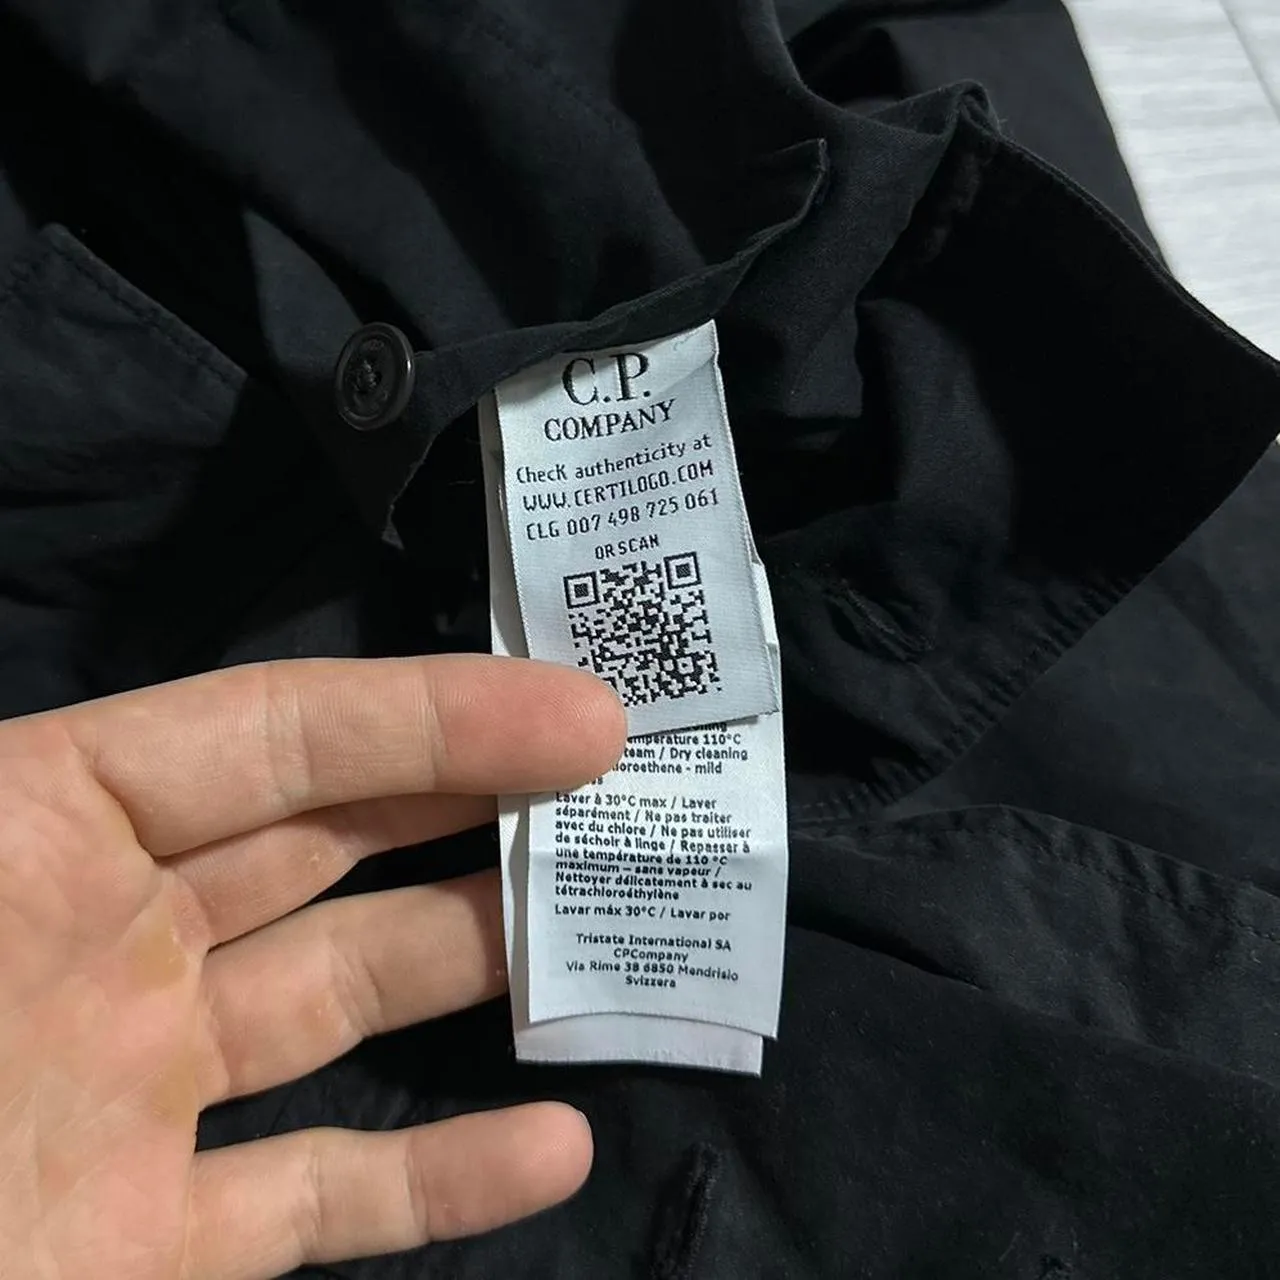 C.P.
COMPANY
Check authenticity at
WWW.CERTILOGO.COM
CLG 007 498 725 061
OR SCAN
110°C
/ Dry cleaning
- mild
Laver à 30°C max / Laver
séparément / Ne pas traiter
avec du chlore / Ne pas utiliser
de séchoir à linge / Repasser à
une température de 110 °C
maximum – sans vapeur /
Nettoyer délicatement à sec au
tétrachloroéthylène
Lavar máx 30°C / Lavar por
Tristate International SA
CPCompany
Via Rime 38 6850 Mendrisio
Svizzera